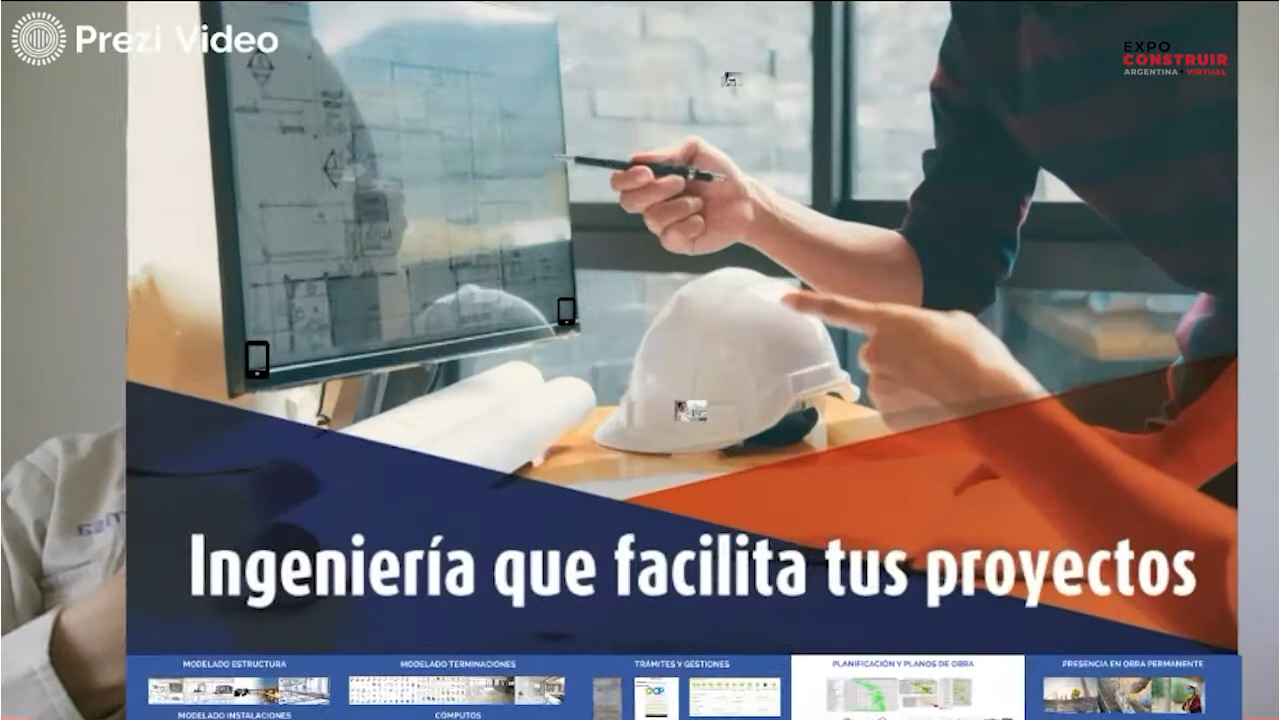 Prezi Video
EXPO
CONSTRUIR
ARGENTINA VIRTUAL
Ingeniería que facilita tus proyectos
MODELADO ESTRUCTURA
MODELADO TERMINACIONES
TRÁMITES Y GESTIONES
PLANIFICACIÓN Y PLANOS DE OBRA
PRESENCIA EN OBRA PERMANENTE
MODELADO INSTALACIONES
CÓMPUTOS